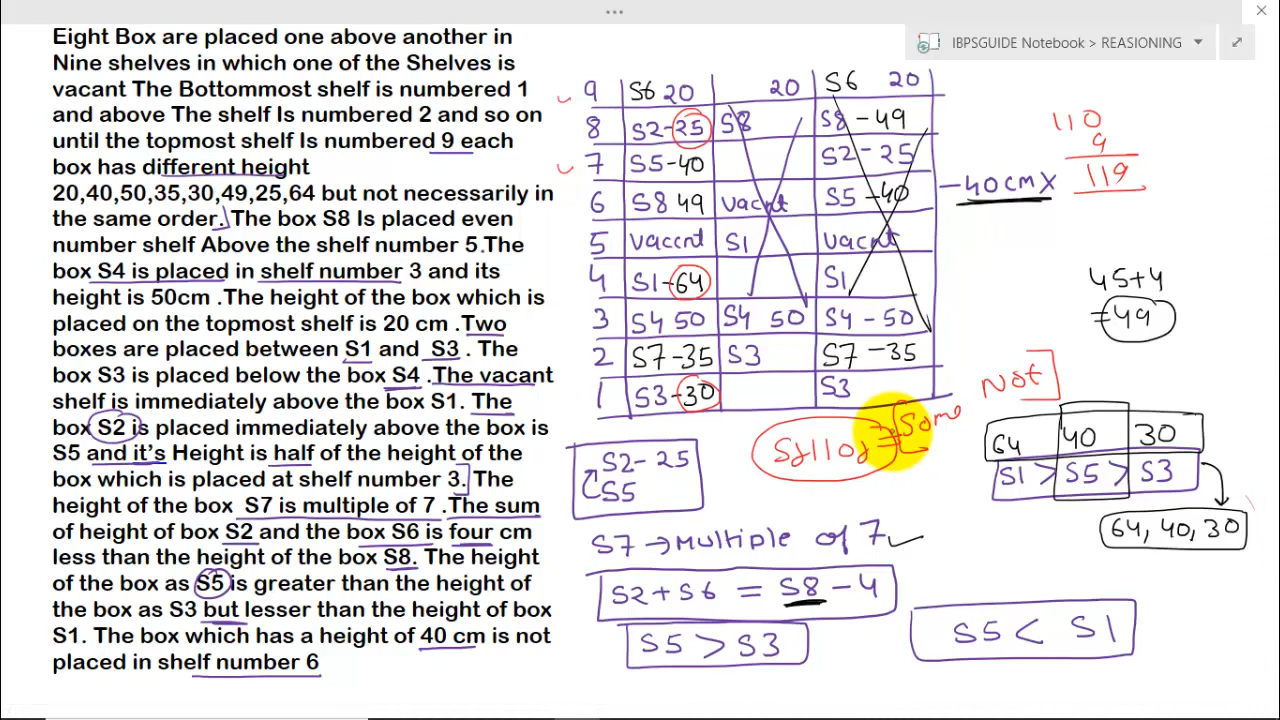 Eight Box are placed one above another in
Nine shelves in which one of the Shelves is
vacant The Bottommost shelf is numbered 1
and above The shelf Is numbered 2 and so on
until the topmost shelf Is numbered 9 each
box has different height
20,40,50,35,30,49,25,64 but not necessarily in
the same order. The box S8 Is placed even
number shelf Above the shelf number 5.The
box S4 is placed in shelf number 3 and its
height is 50cm .The height of the box which is
placed on the topmost shelf is 20 cm .Two
boxes are placed between S1 and S3 . The
box S3 is placed below the box S4 .The vacant
shelf is immediately above the box S1. The
box S2 is placed immediately above the box is
S5 and it's Height is half of the height of the
box which is placed at shelf number 3. The
height of the box S7 is multiple of 7 .The sum
of height of box S2 and the box S6 is four cm
less than the height of the box S8. The height
of the box as S5 is greater than the height of
the box as S3 but lesser than the height of box
S1. The box which has a height of 40 cm is not
placed in shelf number 6
IBPSGUIDE Notebook > REASIONING
9 S6 20 20 S6 20
8 S2-25 S8 S8 - 49
7 S5-40 S2 - 25
6 S8 49 vacant S5 - 40
5 vaccnt S1 vacnt
4 S1-64 S1
3 S4 50 S4 50 S4 - 50
2 S7-35 S3 S7 - 35
1 S3-30 S3
- 40cm X
110
9
119
45+4
= 49
NOT
64 40 30
S1 > S5 > S3
64, 40, 30
Some
S2 - 25
S5
S7 → Multiple of 7
S2 + S6 = S8 - 4
S5 > S3
S5 < S1